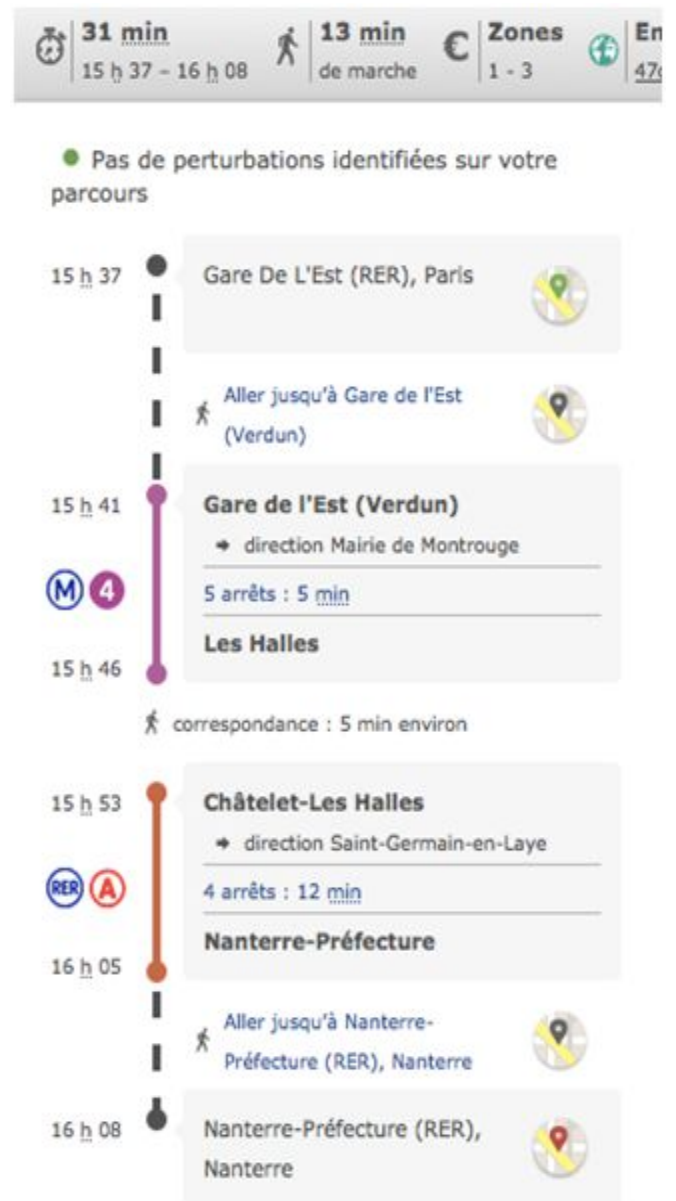 31 min
15 h 37 – 16 h 08
13 min
de marche
€
Zones
1 - 3
Pas de perturbations identifiées sur votre
parcours
15 h 37
Gare De L'Est (RER), Paris
Aller jusqu'à Gare de l'Est
(Verdun)
15 h 41
Gare de l'Est (Verdun)
direction Mairie de Montrouge
M 4
5 arrêts : 5 min
Les Halles
15 h 46
correspondance : 5 min environ
15 h 53
Châtelet-Les Halles
direction Saint-Germain-en-Laye
RER A
4 arrêts : 12 min
Nanterre-Préfecture
16 h 05
Aller jusqu'à Nanterre-
Préfecture (RER), Nanterre
16 h 08
Nanterre-Préfecture (RER),
Nanterre